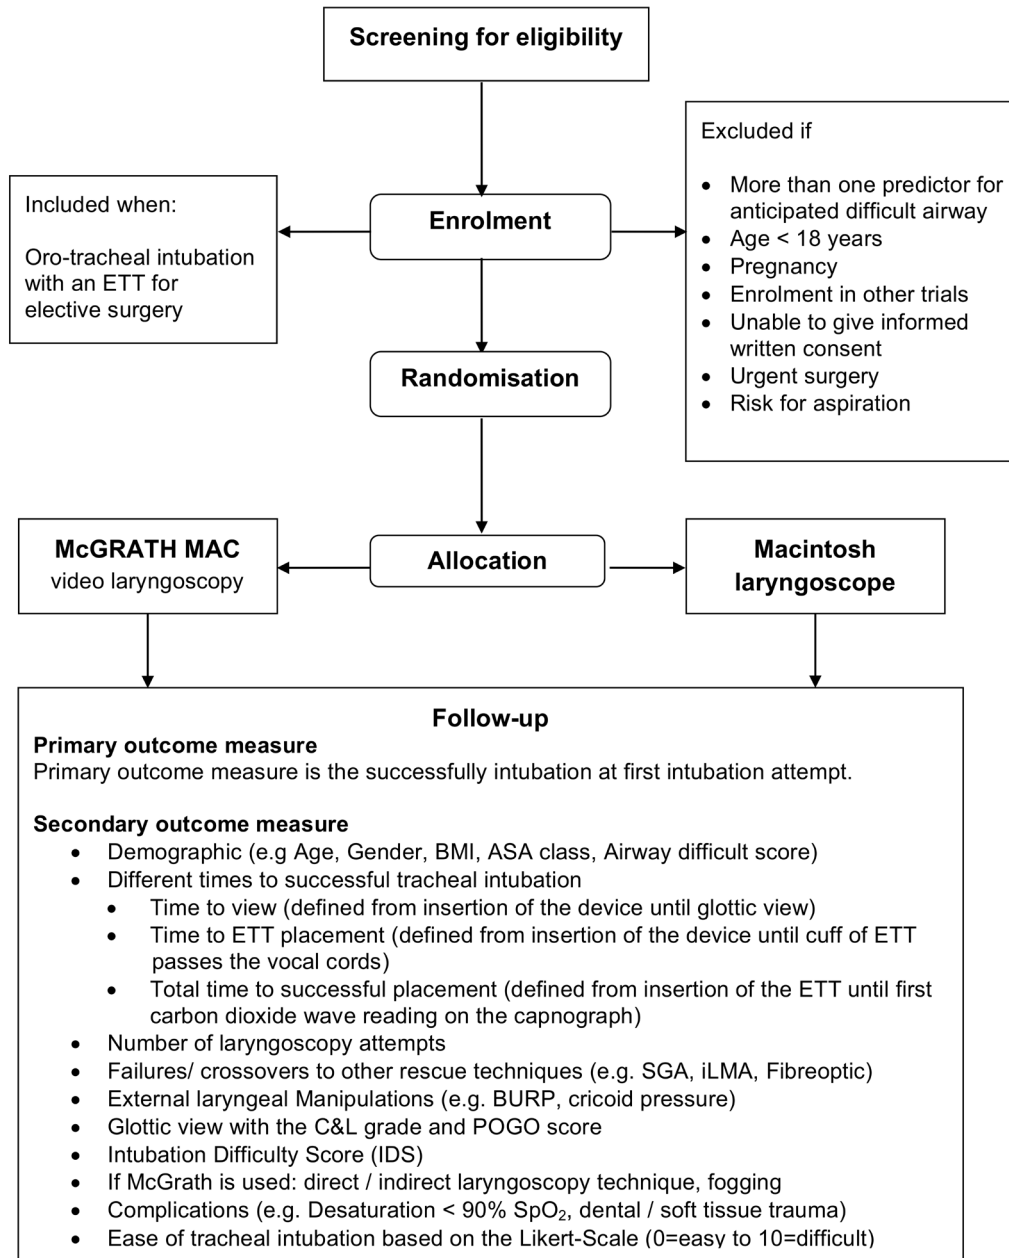 Screening for eligibility
Excluded if
• More than one predictor for
anticipated difficult airway
• Age < 18 years
• Pregnancy
• Enrolment in other trials
• Unable to give informed
written consent
• Urgent surgery
• Risk for aspiration
Included when:
Oro-tracheal intubation
with an ETT for
elective surgery
Enrolment
Randomisation
McGRATH MAC
video laryngoscopy
Allocation
Macintosh
laryngoscope
Follow-up
Primary outcome measure
Primary outcome measure is the successfully intubation at first intubation attempt.
Secondary outcome measure
• Demographic (e.g Age, Gender, BMI, ASA class, Airway difficult score)
• Different times to successful tracheal intubation
• Time to view (defined from insertion of the device until glottic view)
• Time to ETT placement (defined from insertion of the device until cuff of ETT
passes the vocal cords)
• Total time to successful placement (defined from insertion of the ETT until first
carbon dioxide wave reading on the capnograph)
• Number of laryngoscopy attempts
• Failures/ crossovers to other rescue techniques (e.g. SGA, iLMA, Fibreoptic)
• External laryngeal Manipulations (e.g. BURP, cricoid pressure)
• Glottic view with the C&L grade and POGO score
• Intubation Difficulty Score (IDS)
• If McGrath is used: direct / indirect laryngoscopy technique, fogging
• Complications (e.g. Desaturation < 90% SpO₂, dental / soft tissue trauma)
• Ease of tracheal intubation based on the Likert-Scale (0=easy to 10=difficult)